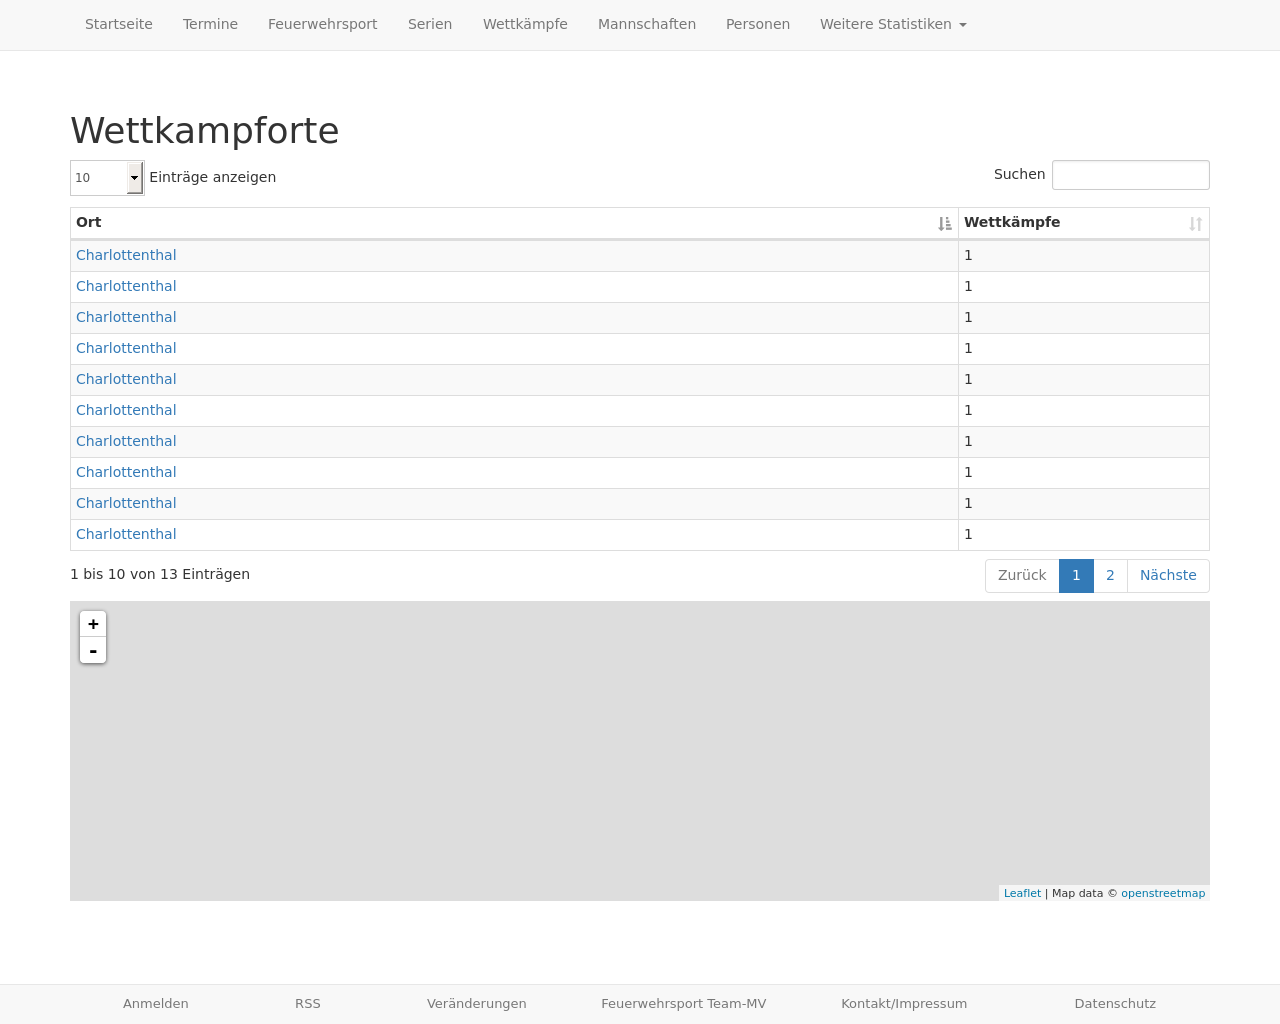 Startseite Termine Feuerwehrsport Serien Wettkämpfe Mannschaften Personen Weitere Statistiken
Wettkampforte
10 Einträge anzeigen Suchen
Ort Wettkämpfe
Charlottenthal 1
Charlottenthal 1
Charlottenthal 1
Charlottenthal 1
Charlottenthal 1
Charlottenthal 1
Charlottenthal 1
Charlottenthal 1
Charlottenthal 1
Charlottenthal 1
1 bis 10 von 13 Einträgen Zurück 1 2 Nächste
+
-
Leaflet | Map data © openstreetmap
Anmelden RSS Veränderungen Feuerwehrsport Team-MV Kontakt/Impressum Datenschutz